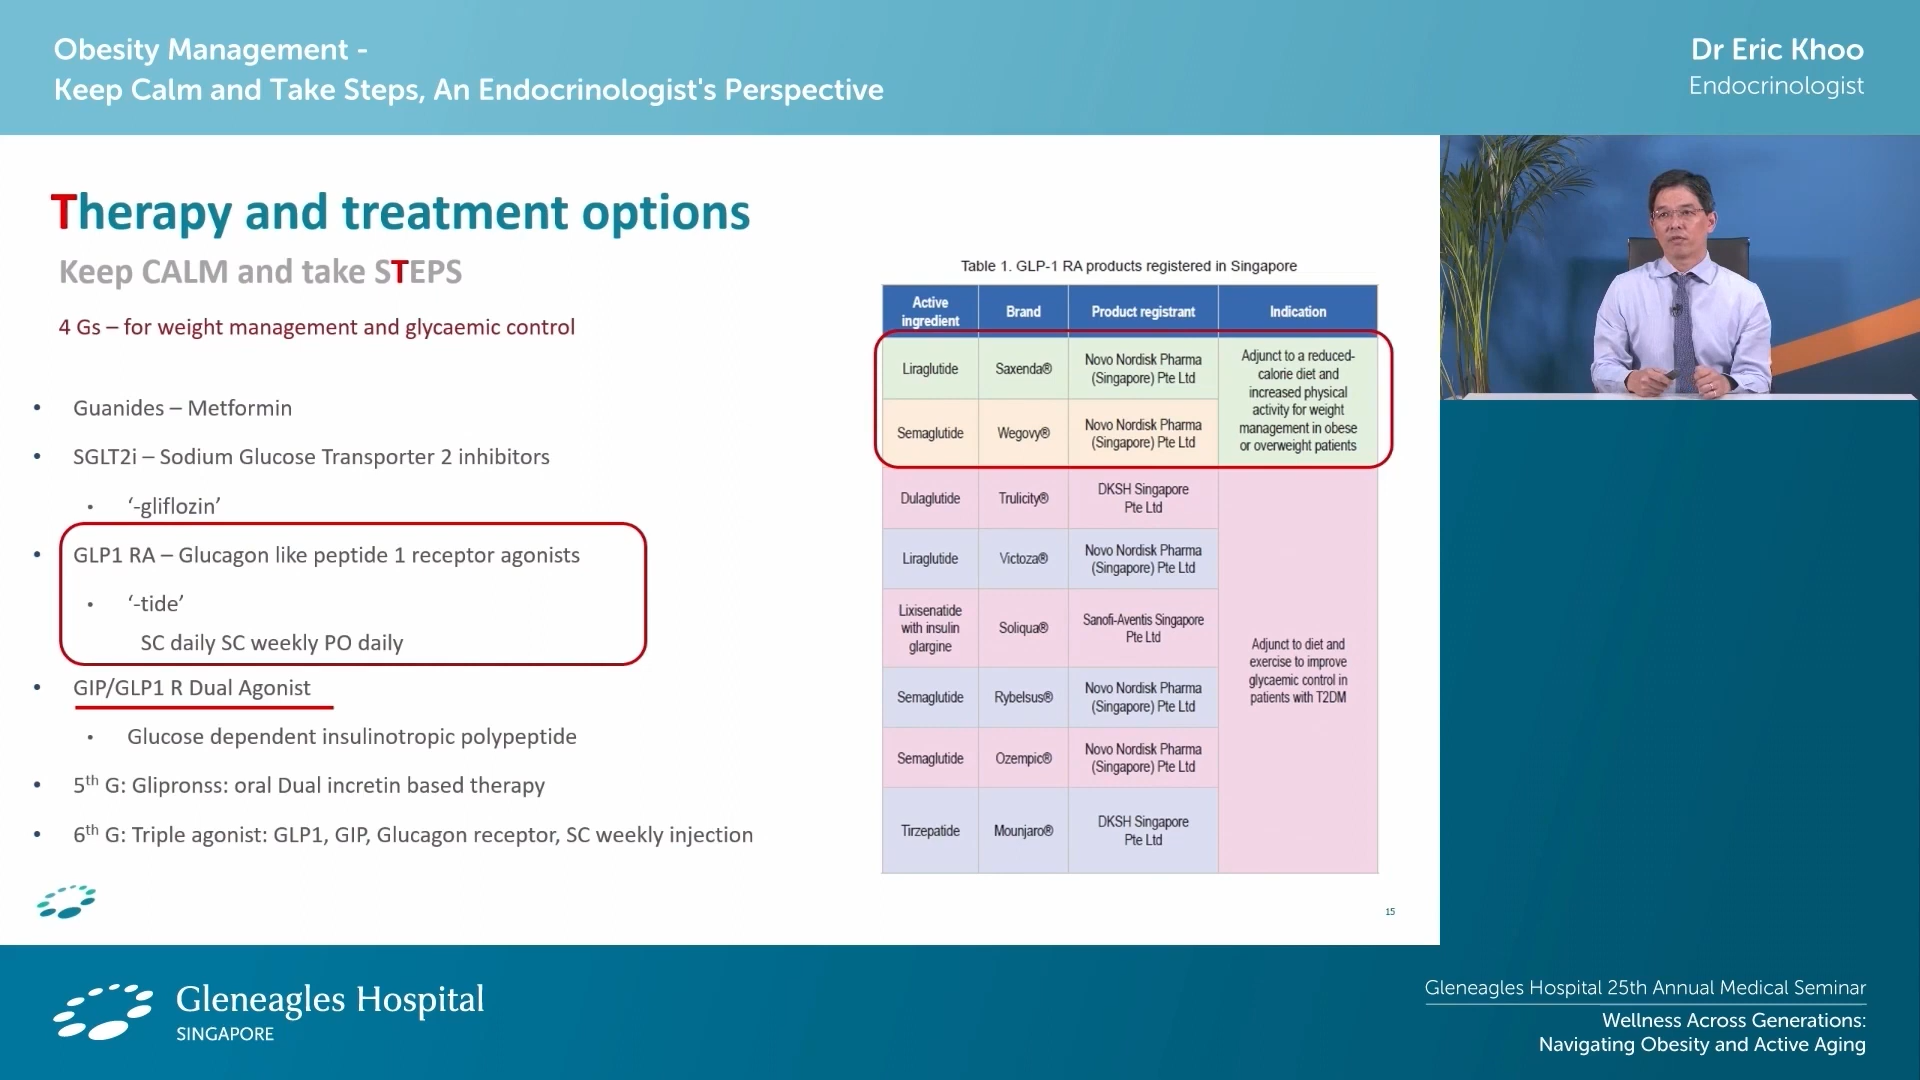 Obesity Management -
Keep Calm and Take Steps, An Endocrinologist's Perspective
Dr Eric Khoo
Endocrinologist
Therapy and treatment options
Keep CALM and take STEPS
4 Gs – for weight management and glycaemic control
• Guanides – Metformin
• SGLT2i – Sodium Glucose Transporter 2 inhibitors
• ‘-gliflozin’
• GLP1 RA – Glucagon like peptide 1 receptor agonists
• ‘-tide’
SC daily SC weekly PO daily
• GIP/GLP1 R Dual Agonist
• Glucose dependent insulinotropic polypeptide
• 5th G: Glipronss: oral Dual incretin based therapy
• 6th G: Triple agonist: GLP1, GIP, Glucagon receptor, SC weekly injection
Table 1. GLP-1 RA products registered in Singapore
Active
ingredient
Brand
Product registrant
Indication
Liraglutide
Saxenda®
Novo Nordisk Pharma
(Singapore) Pte Ltd
Adjunct to a reduced-
calorie diet and
increased physical
activity for weight
management in obese
or overweight patients
Semaglutide
Wegovy®
Novo Nordisk Pharma
(Singapore) Pte Ltd
Dulaglutide
Trulicity®
DKSH Singapore
Pte Ltd
Adjunct to diet and
exercise to improve
glycaemic control in
patients with T2DM
Liraglutide
Victoza®
Novo Nordisk Pharma
(Singapore) Pte Ltd
Lixisenatide
with insulin
glargine
Soliqua®
Sanofi-Aventis Singapore
Pte Ltd
Semaglutide
Rybelsus®
Novo Nordisk Pharma
(Singapore) Pte Ltd
Semaglutide
Ozempic®
Novo Nordisk Pharma
(Singapore) Pte Ltd
Tirzepatide
Mounjaro®
DKSH Singapore
Pte Ltd
15
Gleneagles Hospital
SINGAPORE
Gleneagles Hospital 25th Annual Medical Seminar
Wellness Across Generations:
Navigating Obesity and Active Aging